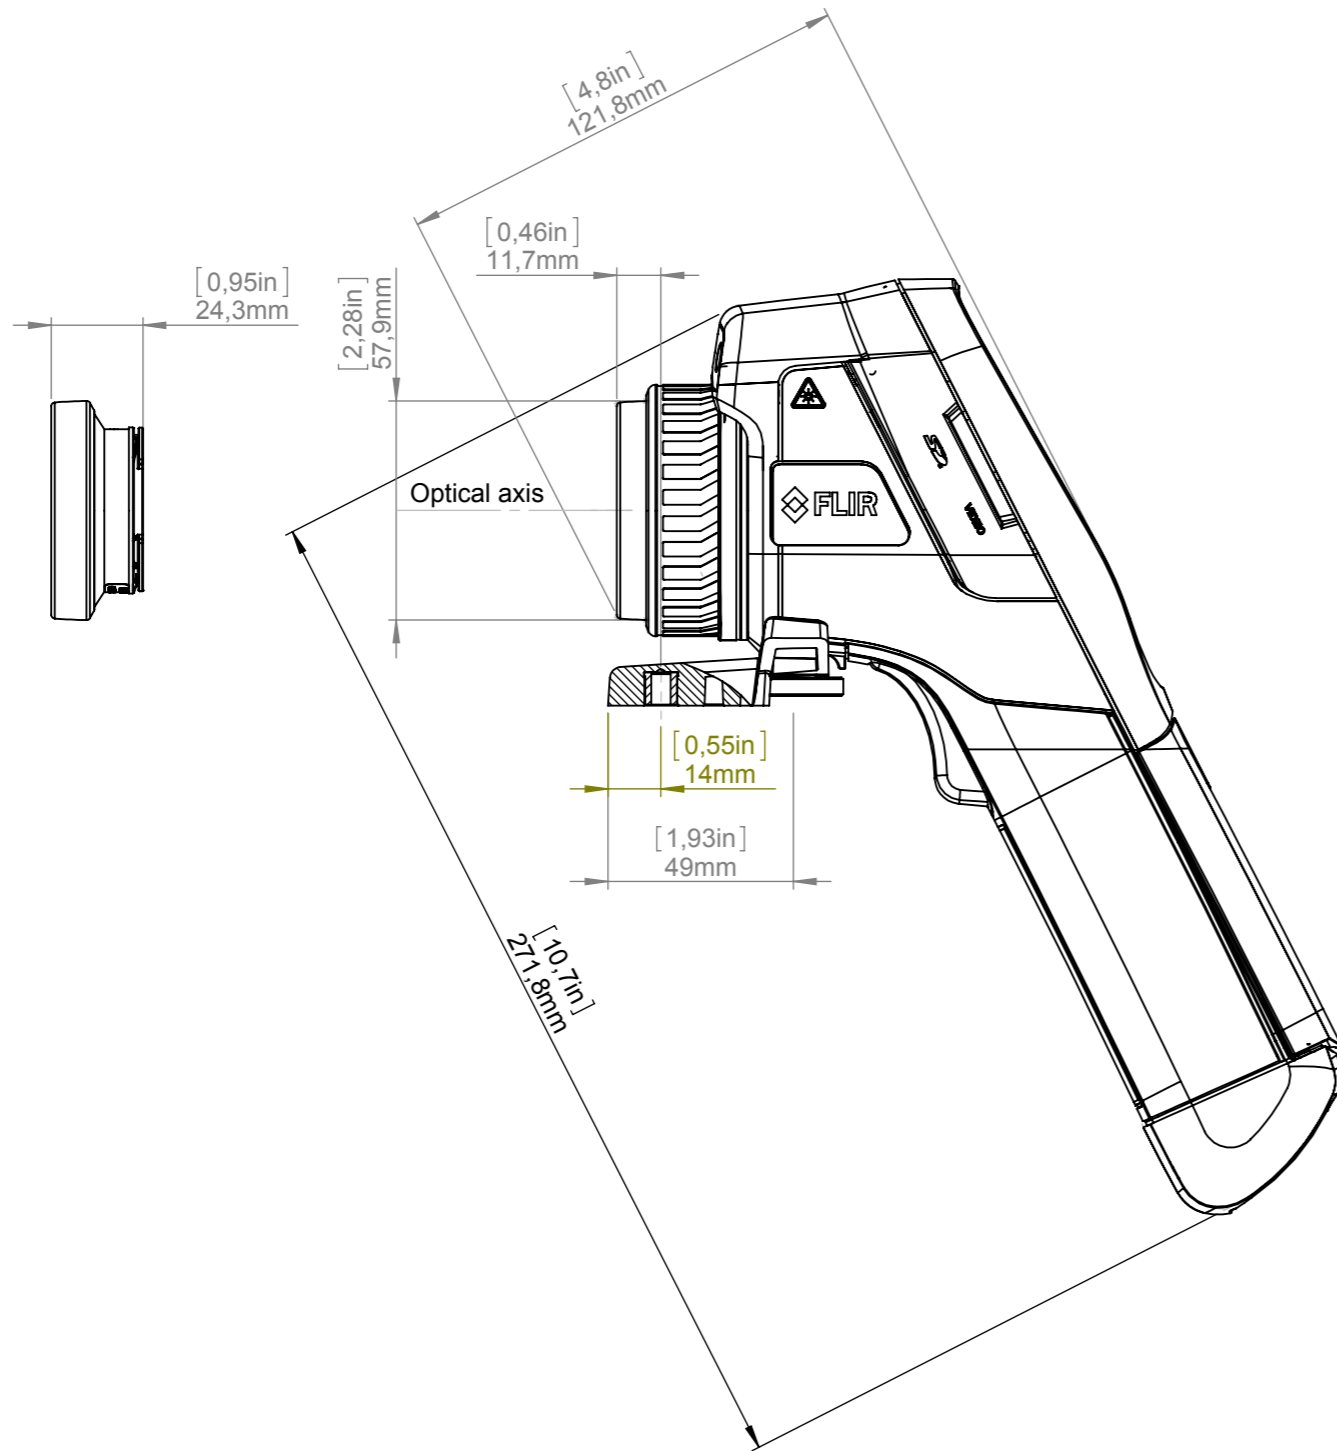 [4,8in]
121,8mm
[0,46in]
11,7mm
[0,95in]
24,3mm
[2,28in]
57,9mm
Optical axis
FLIR
VIDEO
[0,55in]
14mm
[1,93in]
49mm
[10,7in]
271,8mm